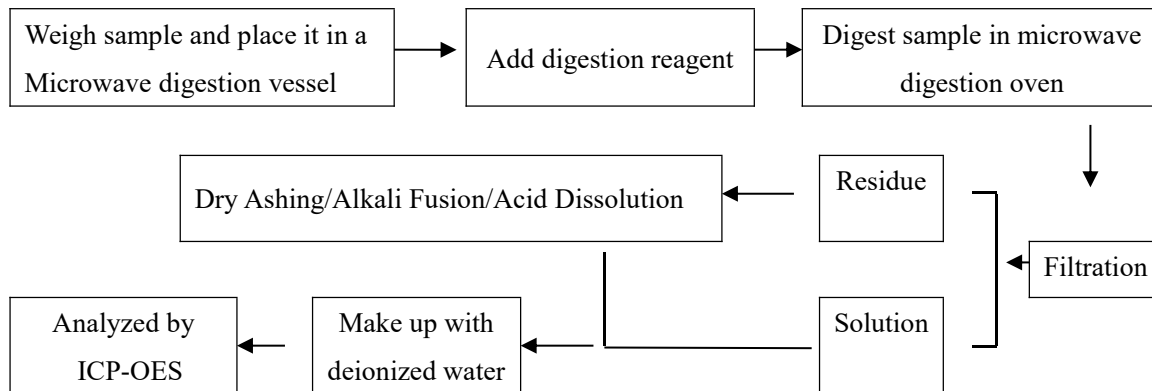 Weigh sample and place it in a
Microwave digestion vessel
Add digestion reagent
Digest sample in microwave
digestion oven
Filtration
Residue
Dry Ashing/Alkali Fusion/Acid Dissolution
Solution
Make up with
deionized water
Analyzed by
ICP-OES